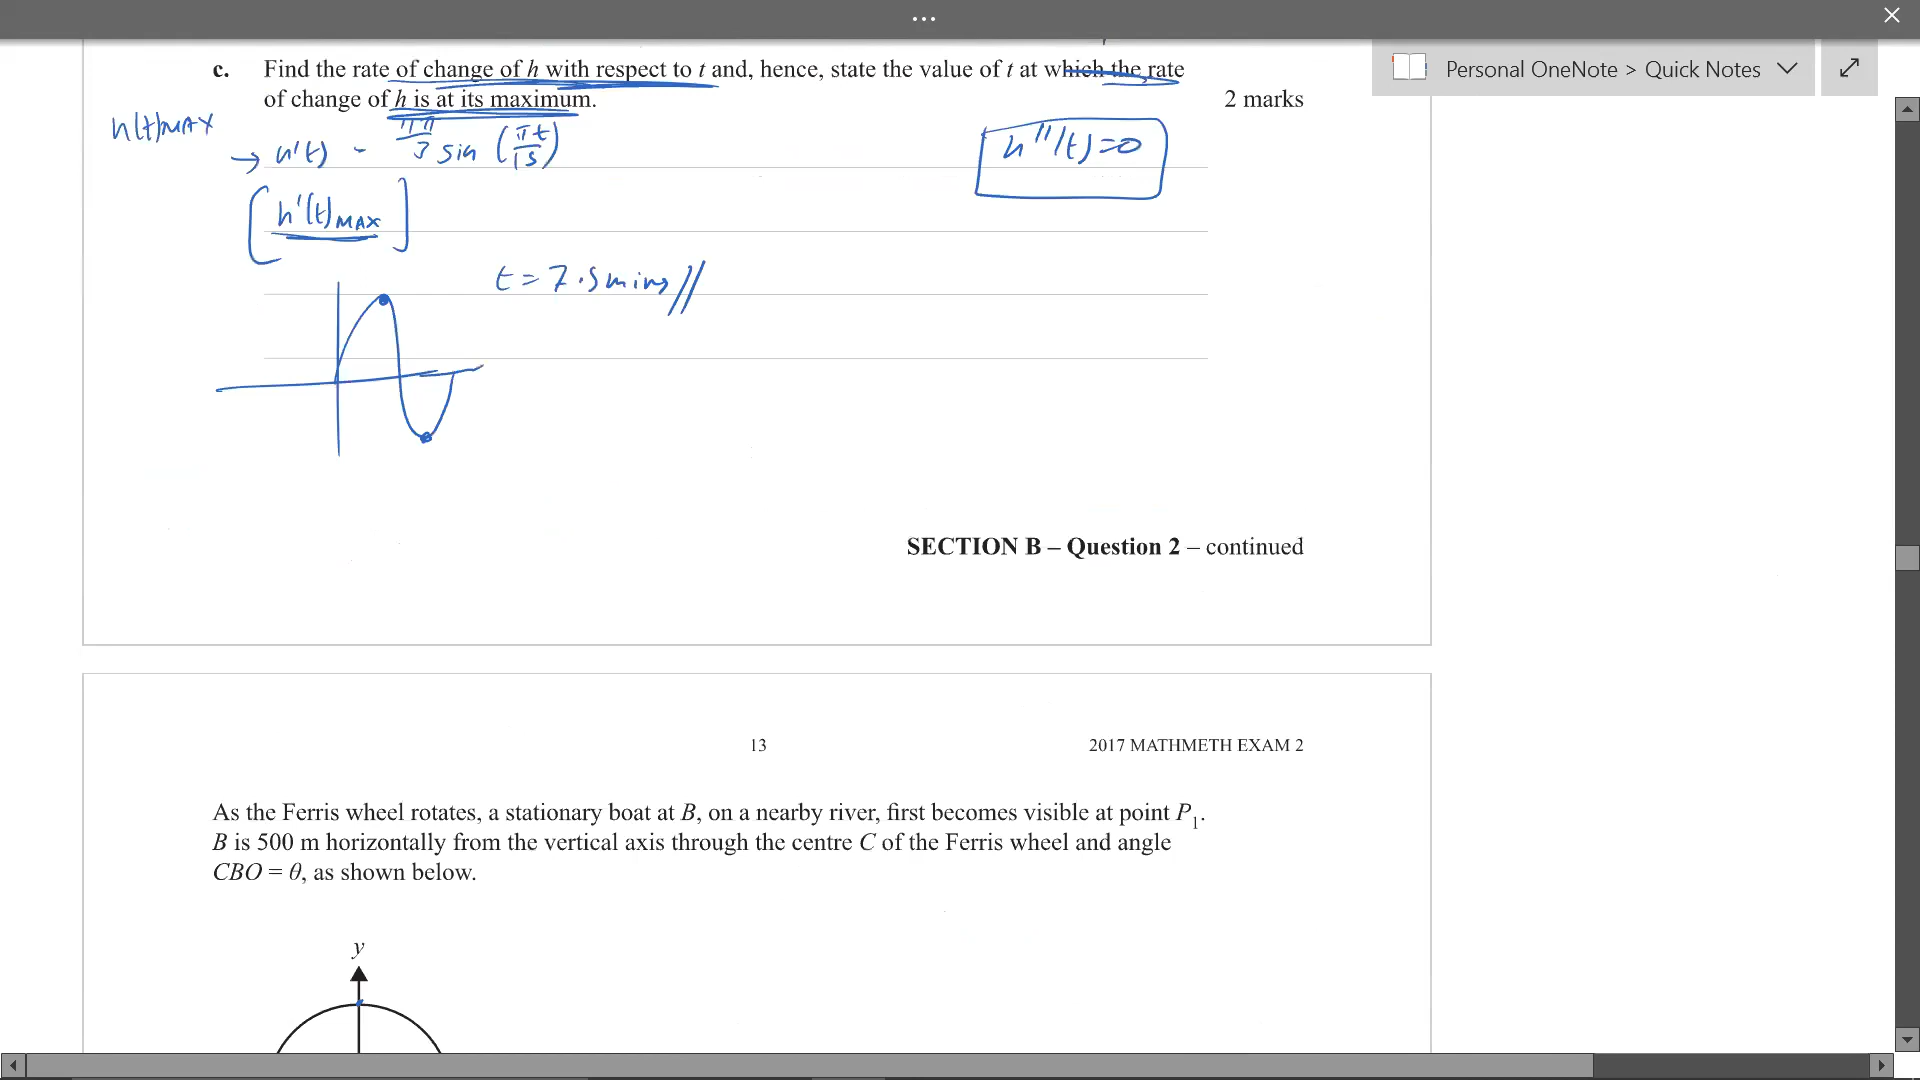 ...
Personal OneNote > Quick Notes
c. Find the rate of change of h with respect to t and, hence, state the value of t at which the rate
of change of h is at its maximum.
2 marks
h(t)MAX
→ h'(t) - 3 sin (πt/15)
h''(t)=0
[h'(t)MAX]
t = 7.5 mins //
SECTION B – Question 2 – continued
13
2017 MATHMETH EXAM 2
As the Ferris wheel rotates, a stationary boat at B, on a nearby river, first becomes visible at point P₁.
B is 500 m horizontally from the vertical axis through the centre C of the Ferris wheel and angle
CBO = θ, as shown below.
y